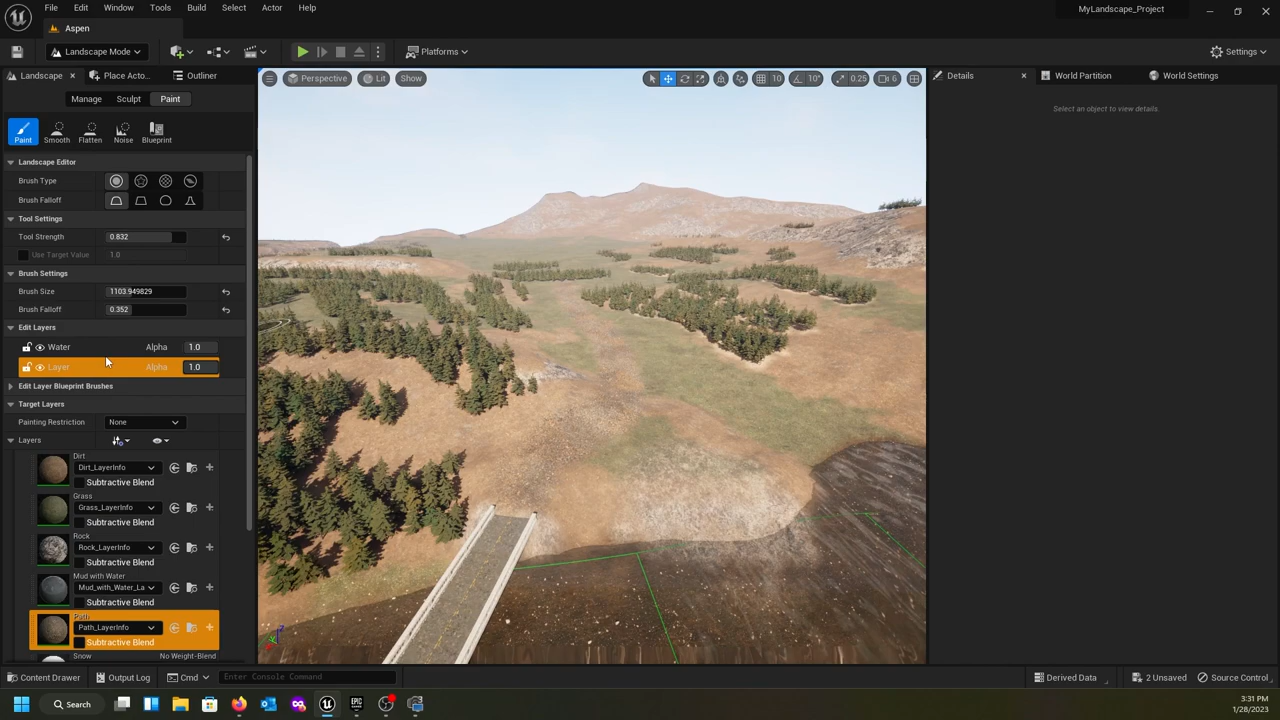 File Edit Window Tools Build Select Actor Help
MyLandscape_Project
Aspen
Landscape Mode
Platforms
Settings
Landscape
Place Acto...
Outliner
Perspective
Lit
Show
10
10°
0.25
6
Details
World Partition
World Settings
Manage
Sculpt
Paint
Select an object to view details.
Paint
Smooth
Flatten
Noise
Blueprint
Landscape Editor
Brush Type
Brush Falloff
Tool Settings
Tool Strength
0.832
Use Target Value
1.0
Brush Settings
Brush Size
1103.949829
Brush Falloff
0.352
Edit Layers
Water
Alpha
1.0
Layer
Alpha
1.0
Edit Layer Blueprint Brushes
Target Layers
Painting Restriction
None
Layers
Dirt
Dirt_LayerInfo
Subtractive Blend
Grass
Grass_LayerInfo
Subtractive Blend
Rock
Rock_LayerInfo
Subtractive Blend
Mud with Water
Mud_with_Water_La
Subtractive Blend
Path
Path_LayerInfo
Subtractive Blend
Snow
No Weight-Blend
Content Drawer
Output Log
Cmd
Enter Console Command
Derived Data
2 Unsaved
Source Control
Search
3:31 PM
1/28/2023